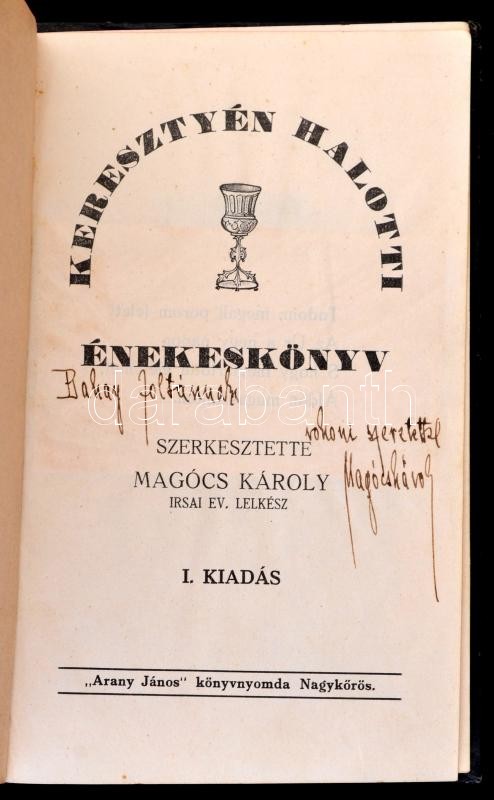 KERESZTYÉN HALOTTI
ÉNEKESKÖNYV
Zoltánnak
rokoni szeretettel
SZERKESZTETTE
MAGÓCS KÁROLY
Magócs Károly
IRSAI EV. LELKÉSZ
I. KIADÁS
„Arany János” könyvnyomda Nagykőrös.
darabanth